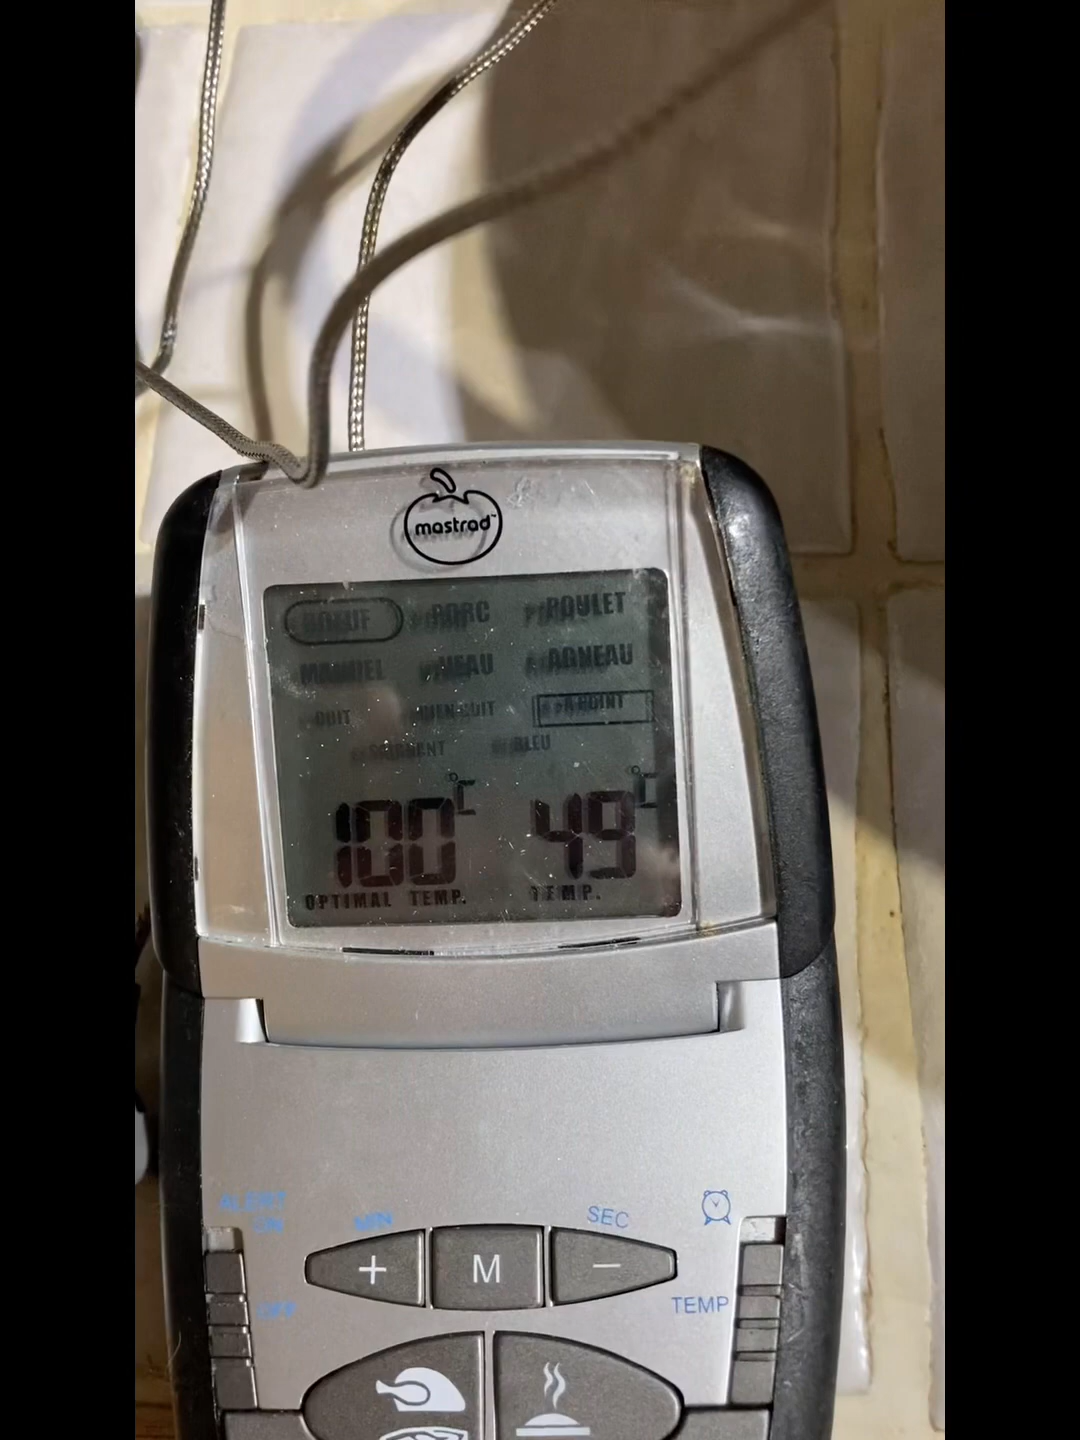 mastrad™
BOEUF PORC POULET
MANUEL VEAU AGNEAU
CUIT BIEN CUIT A POINT
SAIGNANT BLEU
100°C 49°C
OPTIMAL TEMP. TEMP.
ALERT
ON
MIN SEC
+ M −
OFF TEMP